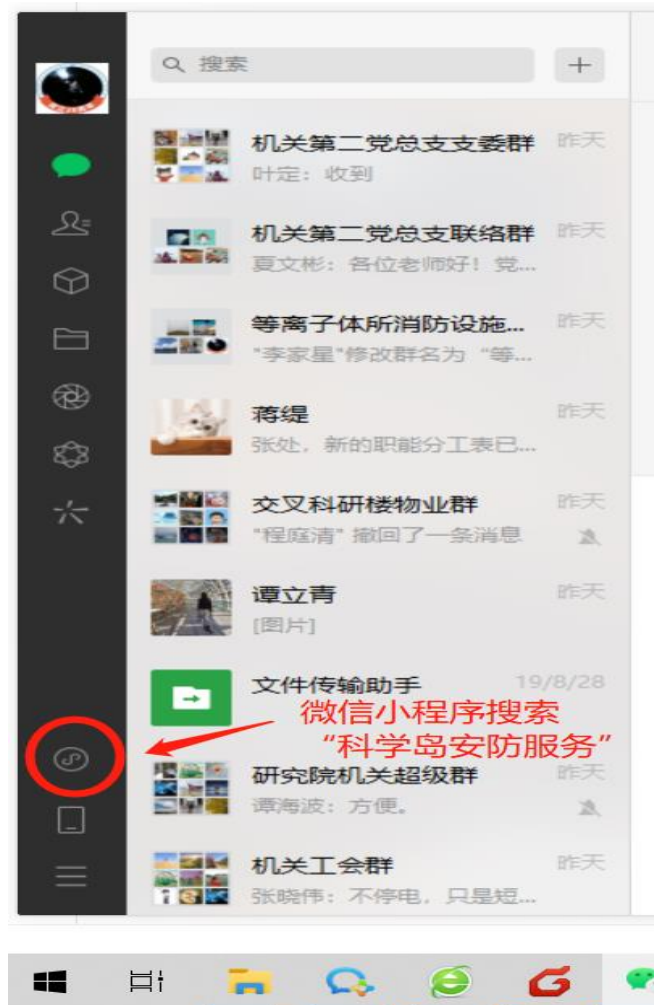 搜索
机关第二党总支支委群 昨天
叶定：收到
机关第二党总支联络群 昨天
夏文彬：各位老师好！党...
等离子体所消防设施... 昨天
"李家星"修改群名为“等...
蒋缇 昨天
张处，新的职能分工表已...
交叉科研楼物业群 昨天
"程庭清" 撤回了一条消息
谭立青 昨天
[图片]
文件传输助手 19/8/28
微信小程序搜索
“科学岛安防服务”
研究院机关超级群 昨天
谭海波：方便。
机关工会群 昨天
张晓伟：不停电，只是短...